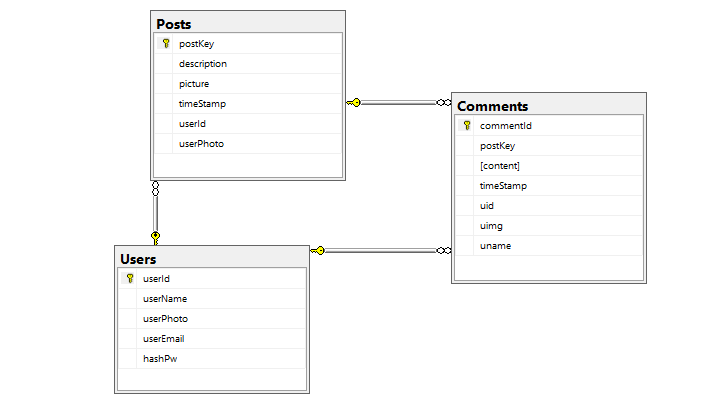 Posts
postKey
description
picture
timeStamp
userId
userPhoto
Comments
commentId
postKey
[content]
timeStamp
uid
uimg
uname
Users
userId
userName
userPhoto
userEmail
hashPw